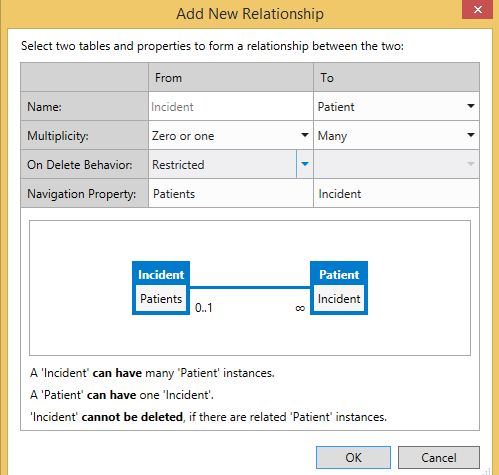 Add New Relationship
Select two tables and properties to form a relationship between the two:
From To
Name: Incident Patient
Multiplicity: Zero or one Many
On Delete Behavior: Restricted
Navigation Property: Patients Incident
Incident Patient
Patients Incident
0..1 ∞
A 'Incident' can have many 'Patient' instances.
A 'Patient' can have one 'Incident'.
'Incident' cannot be deleted, if there are related 'Patient' instances.
OK Cancel